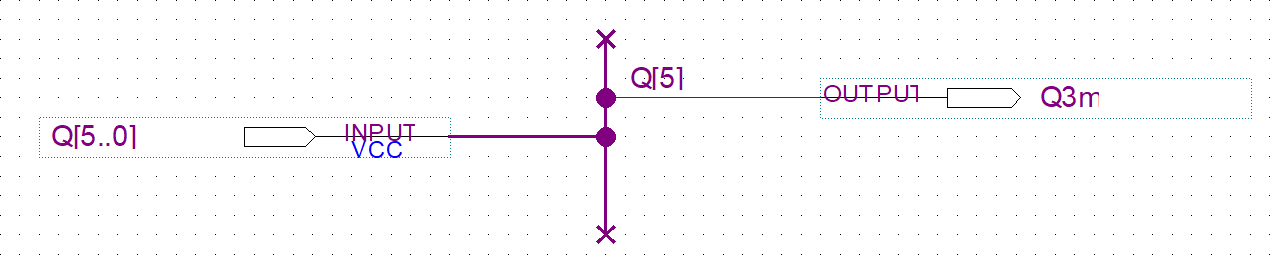 Q[5]
OUTPUT
Q3m
Q[5..0]
INPUT
VCC